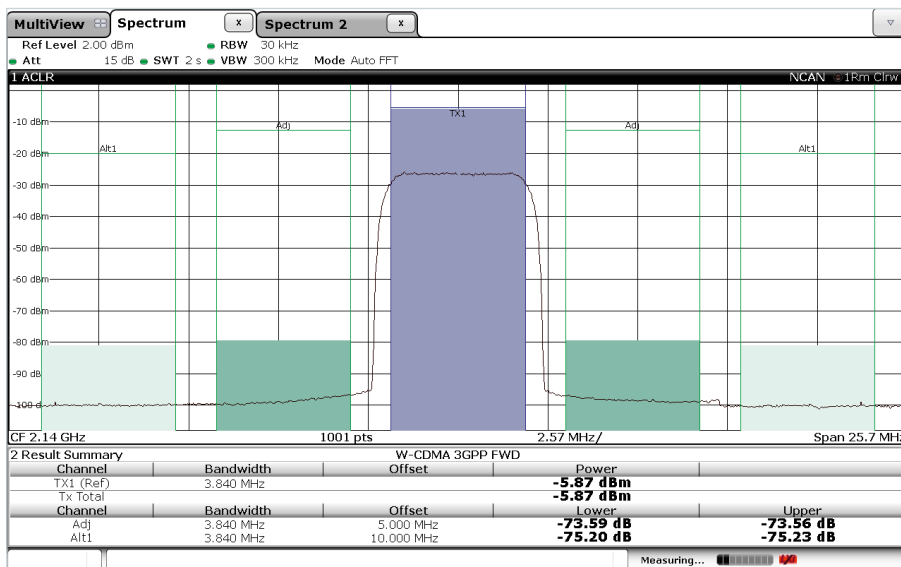 MultiView Spectrum x Spectrum 2 x
Ref Level 2.00 dBm RBW 30 kHz
Att 15 dB SWT 2 s VBW 300 kHz Mode Auto FFT
1 ACLR NCAN 1Rm Clrw
TX1
-10 dBm
Adj Adj
Alt1 Alt1
-20 dBm
-30 dBm
-40 dBm
-50 dBm
-60 dBm
-70 dBm
-80 dBm
-90 dBm
-100 d
CF 2.14 GHz 1001 pts 2.57 MHz/ Span 25.7 MHz
2 Result Summary W-CDMA 3GPP FWD
Channel Bandwidth Offset Power
TX1 (Ref) 3.840 MHz -5.87 dBm
Tx Total -5.87 dBm
Channel Bandwidth Offset Lower Upper
Adj 3.840 MHz 5.000 MHz -73.59 dB -73.56 dB
Alt1 3.840 MHz 10.000 MHz -75.20 dB -75.23 dB
Measuring...